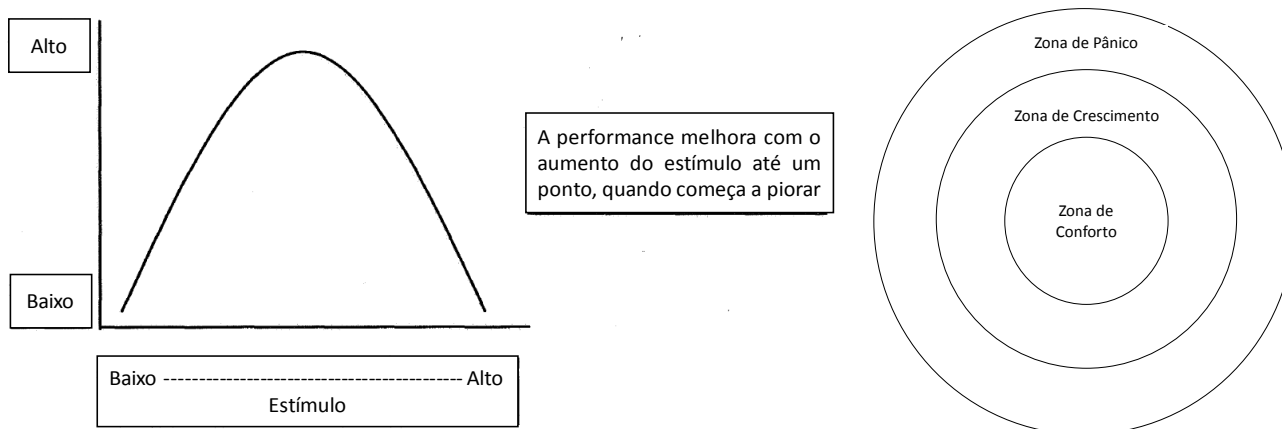 Alto
Baixo
Baixo ------------------------------------------ Alto
Estímulo
A performance melhora com o
aumento do estímulo até um
ponto, quando começa a piorar
Zona de Pânico
Zona de Crescimento
Zona de
Conforto